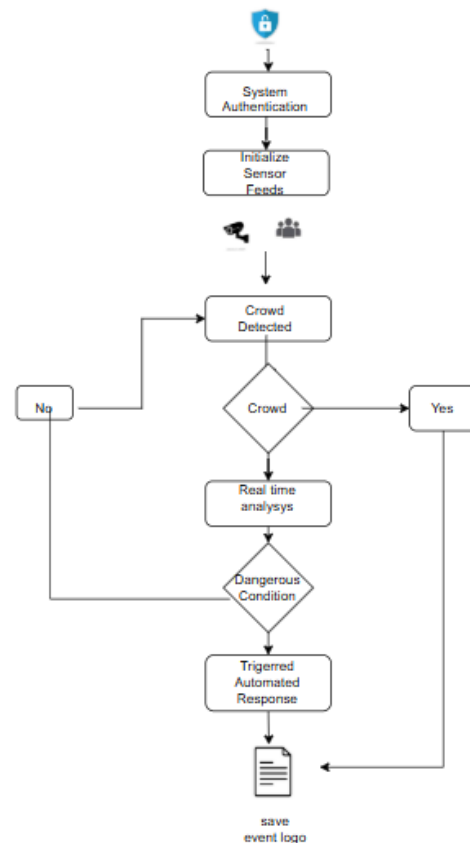 System
Authentication
Initialize
Sensor
Feeds
Crowd
Detected
No
Crowd
Yes
Real time
analysys
Dangerous
Condition
Trigerred
Automated
Response
save
event logo